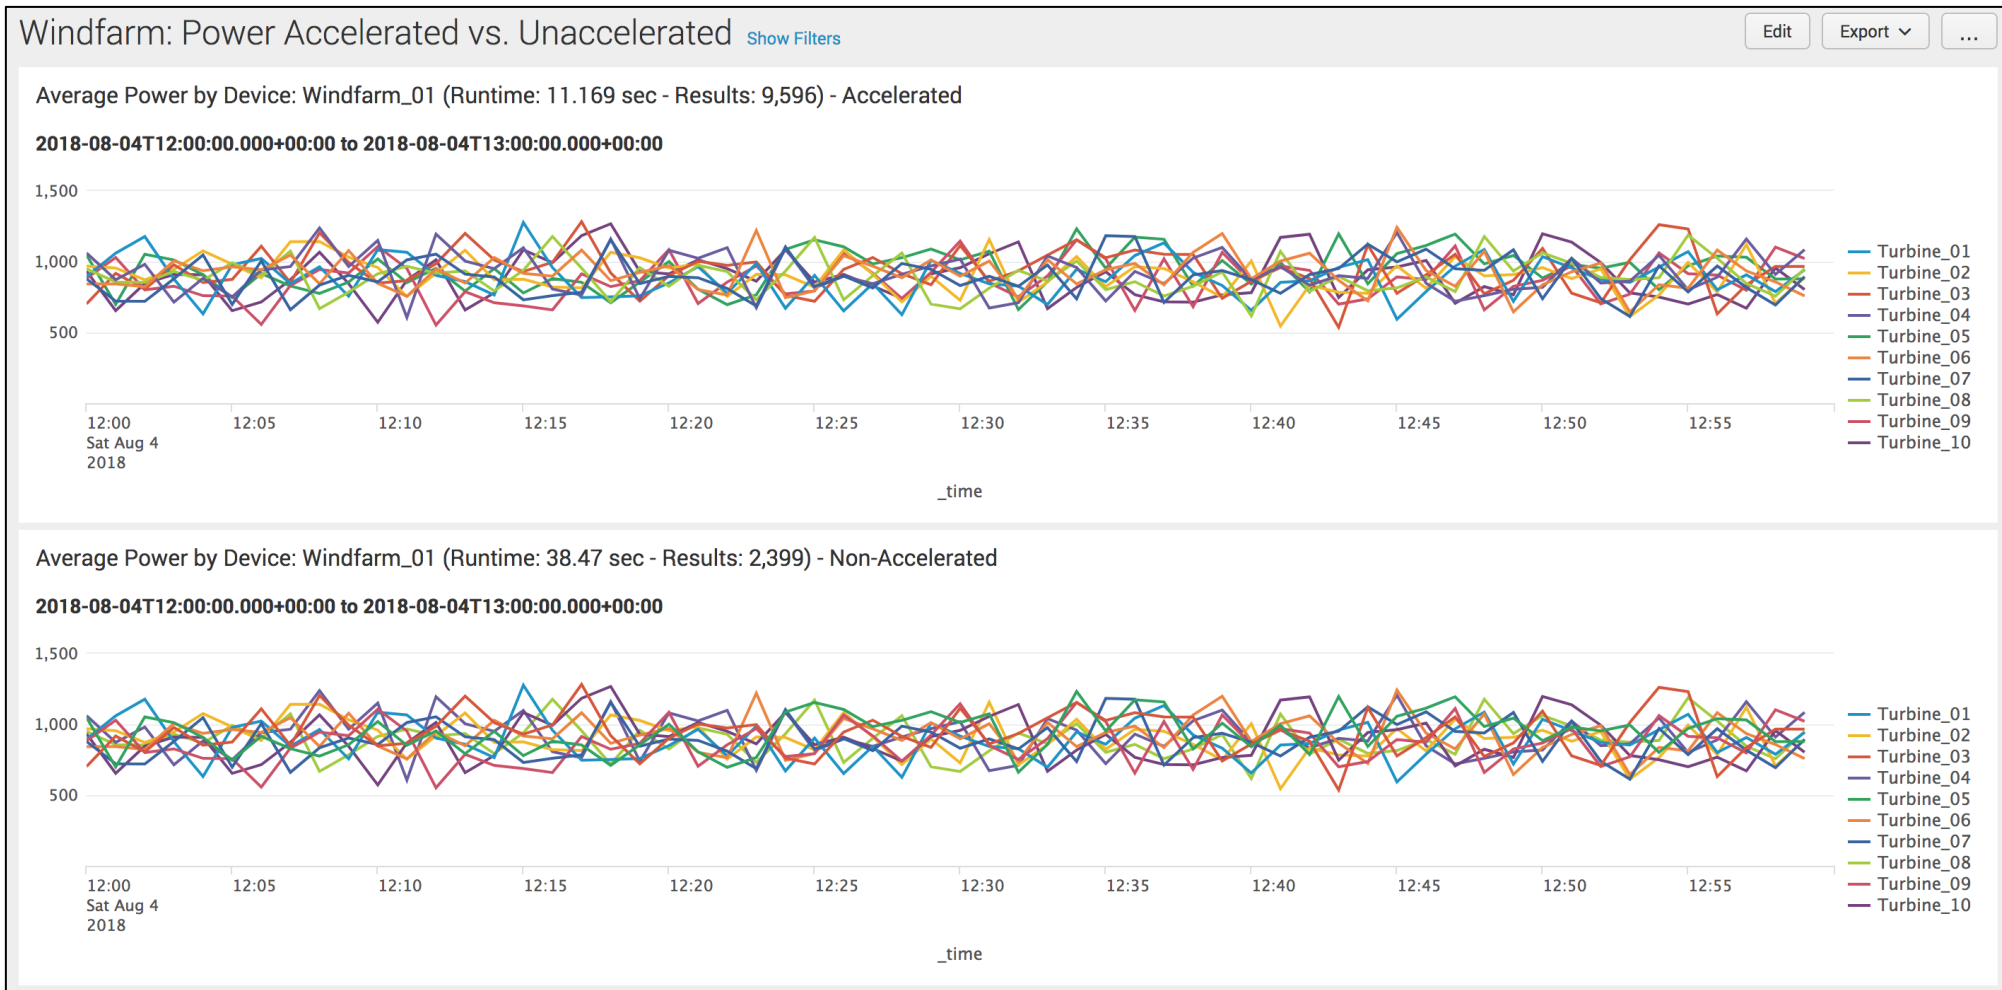 Windfarm: Power Accelerated vs. Unaccelerated Show Filters
Edit Export ...
Average Power by Device: Windfarm_01 (Runtime: 11.169 sec - Results: 9,596) - Accelerated
2018-08-04T12:00:00.000+00:00 to 2018-08-04T13:00:00.000+00:00
1,500
1,000
500
12:00 12:05 12:10 12:15 12:20 12:25 12:30 12:35 12:40 12:45 12:50 12:55
Sat Aug 4
2018
_time
Turbine_01
Turbine_02
Turbine_03
Turbine_04
Turbine_05
Turbine_06
Turbine_07
Turbine_08
Turbine_09
Turbine_10
Average Power by Device: Windfarm_01 (Runtime: 38.47 sec - Results: 2,399) - Non-Accelerated
2018-08-04T12:00:00.000+00:00 to 2018-08-04T13:00:00.000+00:00
1,500
1,000
500
12:00 12:05 12:10 12:15 12:20 12:25 12:30 12:35 12:40 12:45 12:50 12:55
Sat Aug 4
2018
_time
Turbine_01
Turbine_02
Turbine_03
Turbine_04
Turbine_05
Turbine_06
Turbine_07
Turbine_08
Turbine_09
Turbine_10